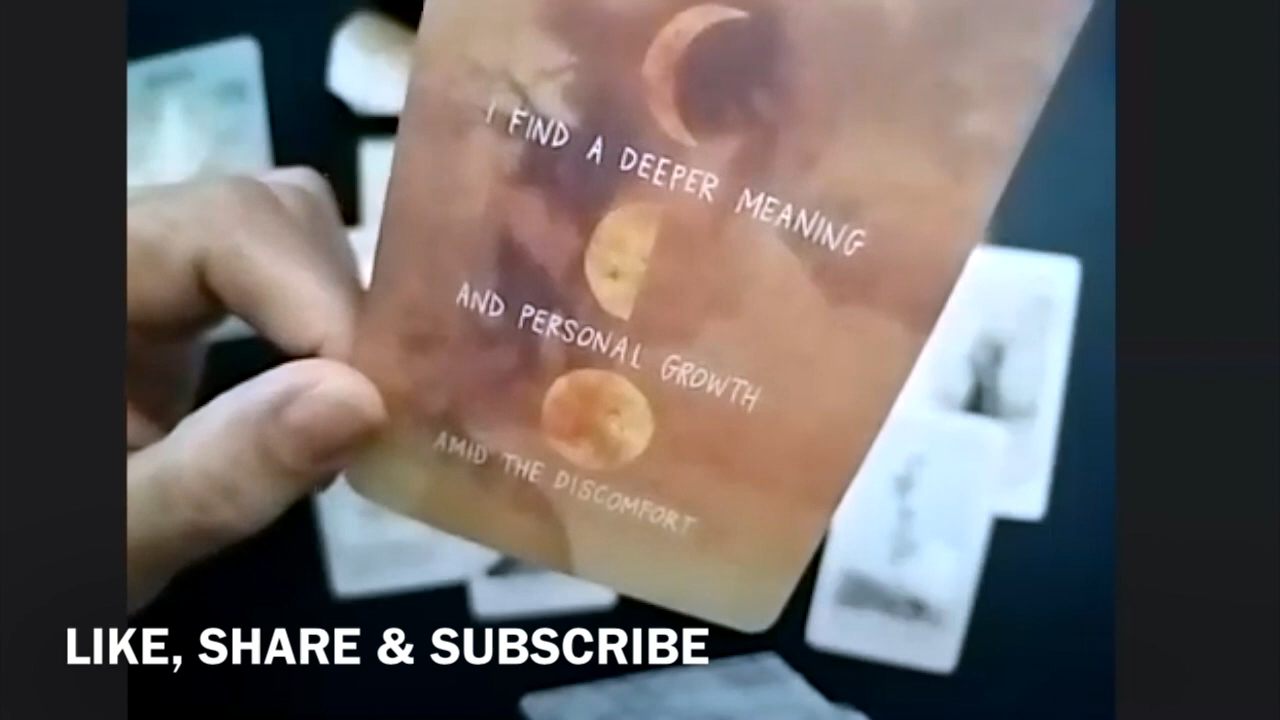 I FIND A DEEPER MEANING
AND PERSONAL GROWTH
AMID THE DISCOMFORT
LIKE, SHARE & SUBSCRIBE